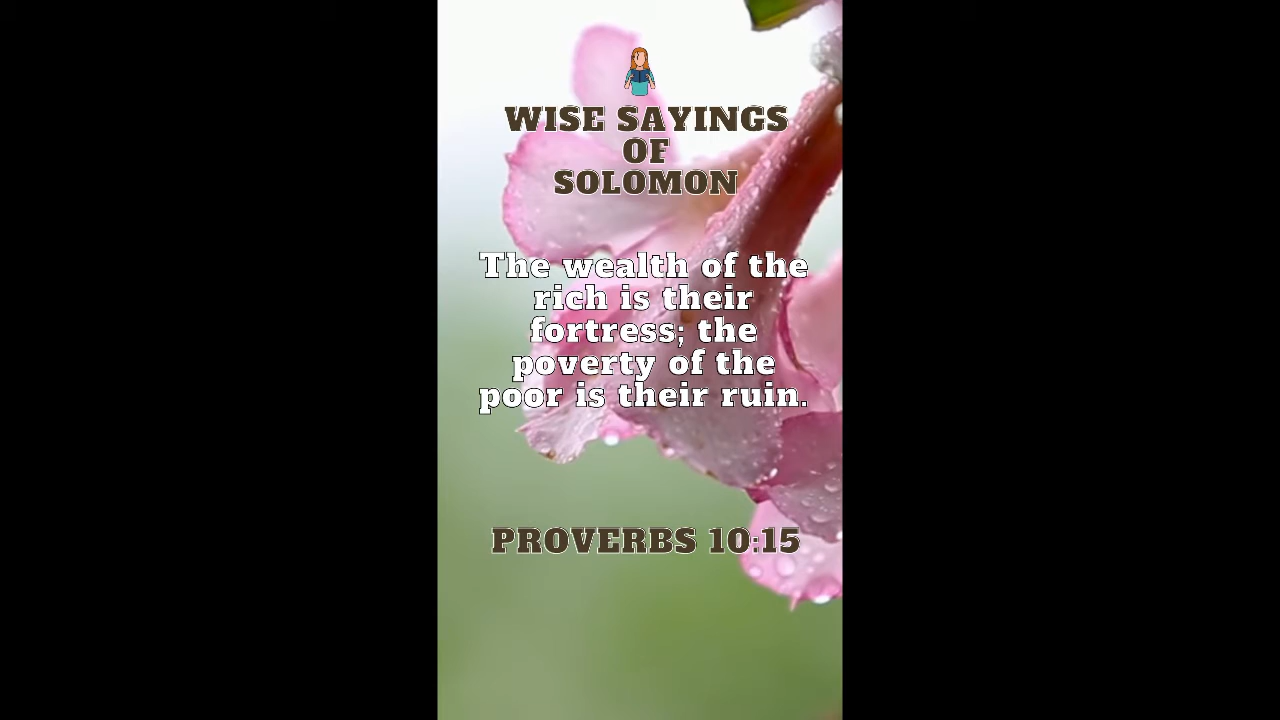 WISE SAYINGS
OF
SOLOMON
The wealth of the
rich is their
fortress; the
poverty of the
poor is their ruin.
PROVERBS 10:15